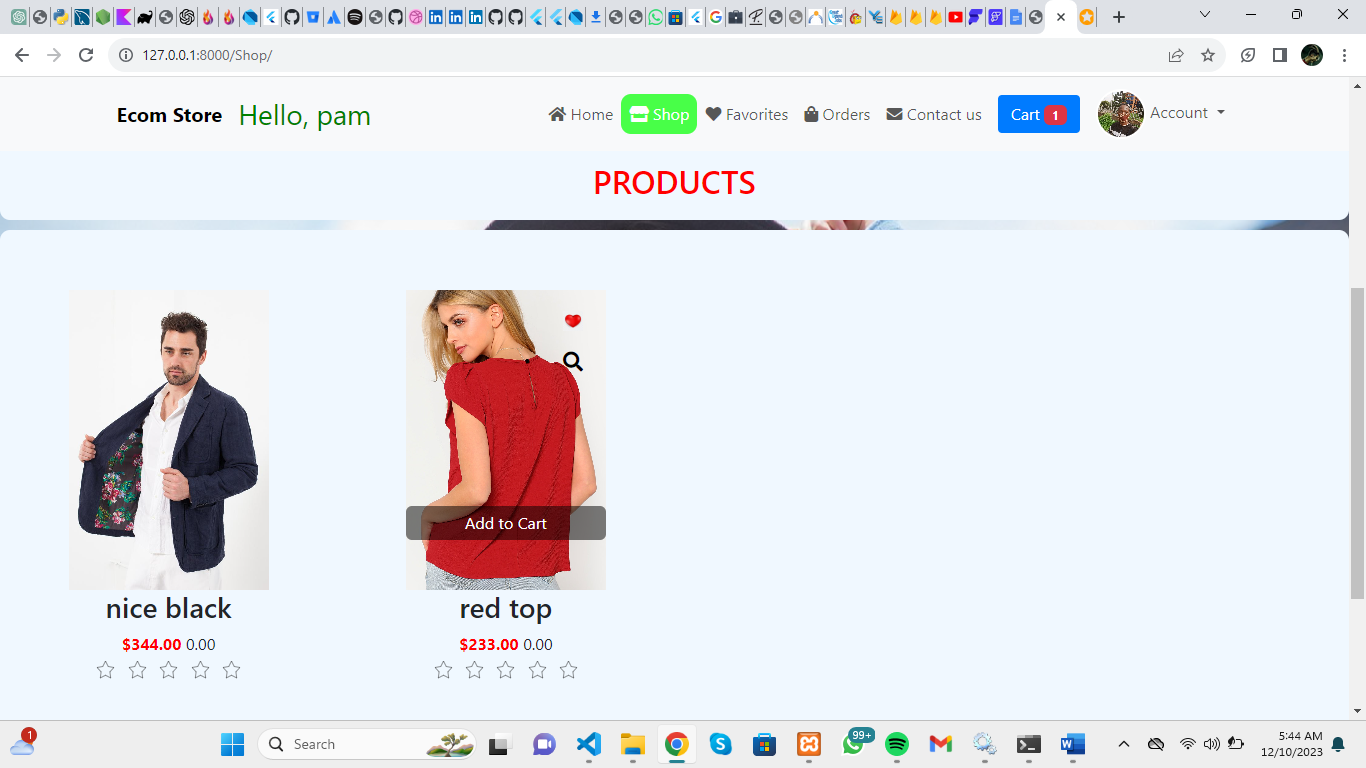 127.0.0.1:8000/Shop/
Ecom Store Hello, pam Home Shop Favorites Orders Contact us Cart 1 Account
PRODUCTS
Add to Cart
nice black red top
$344.00 0.00 $233.00 0.00
1 Search 99+ 5:44 AM
12/10/2023